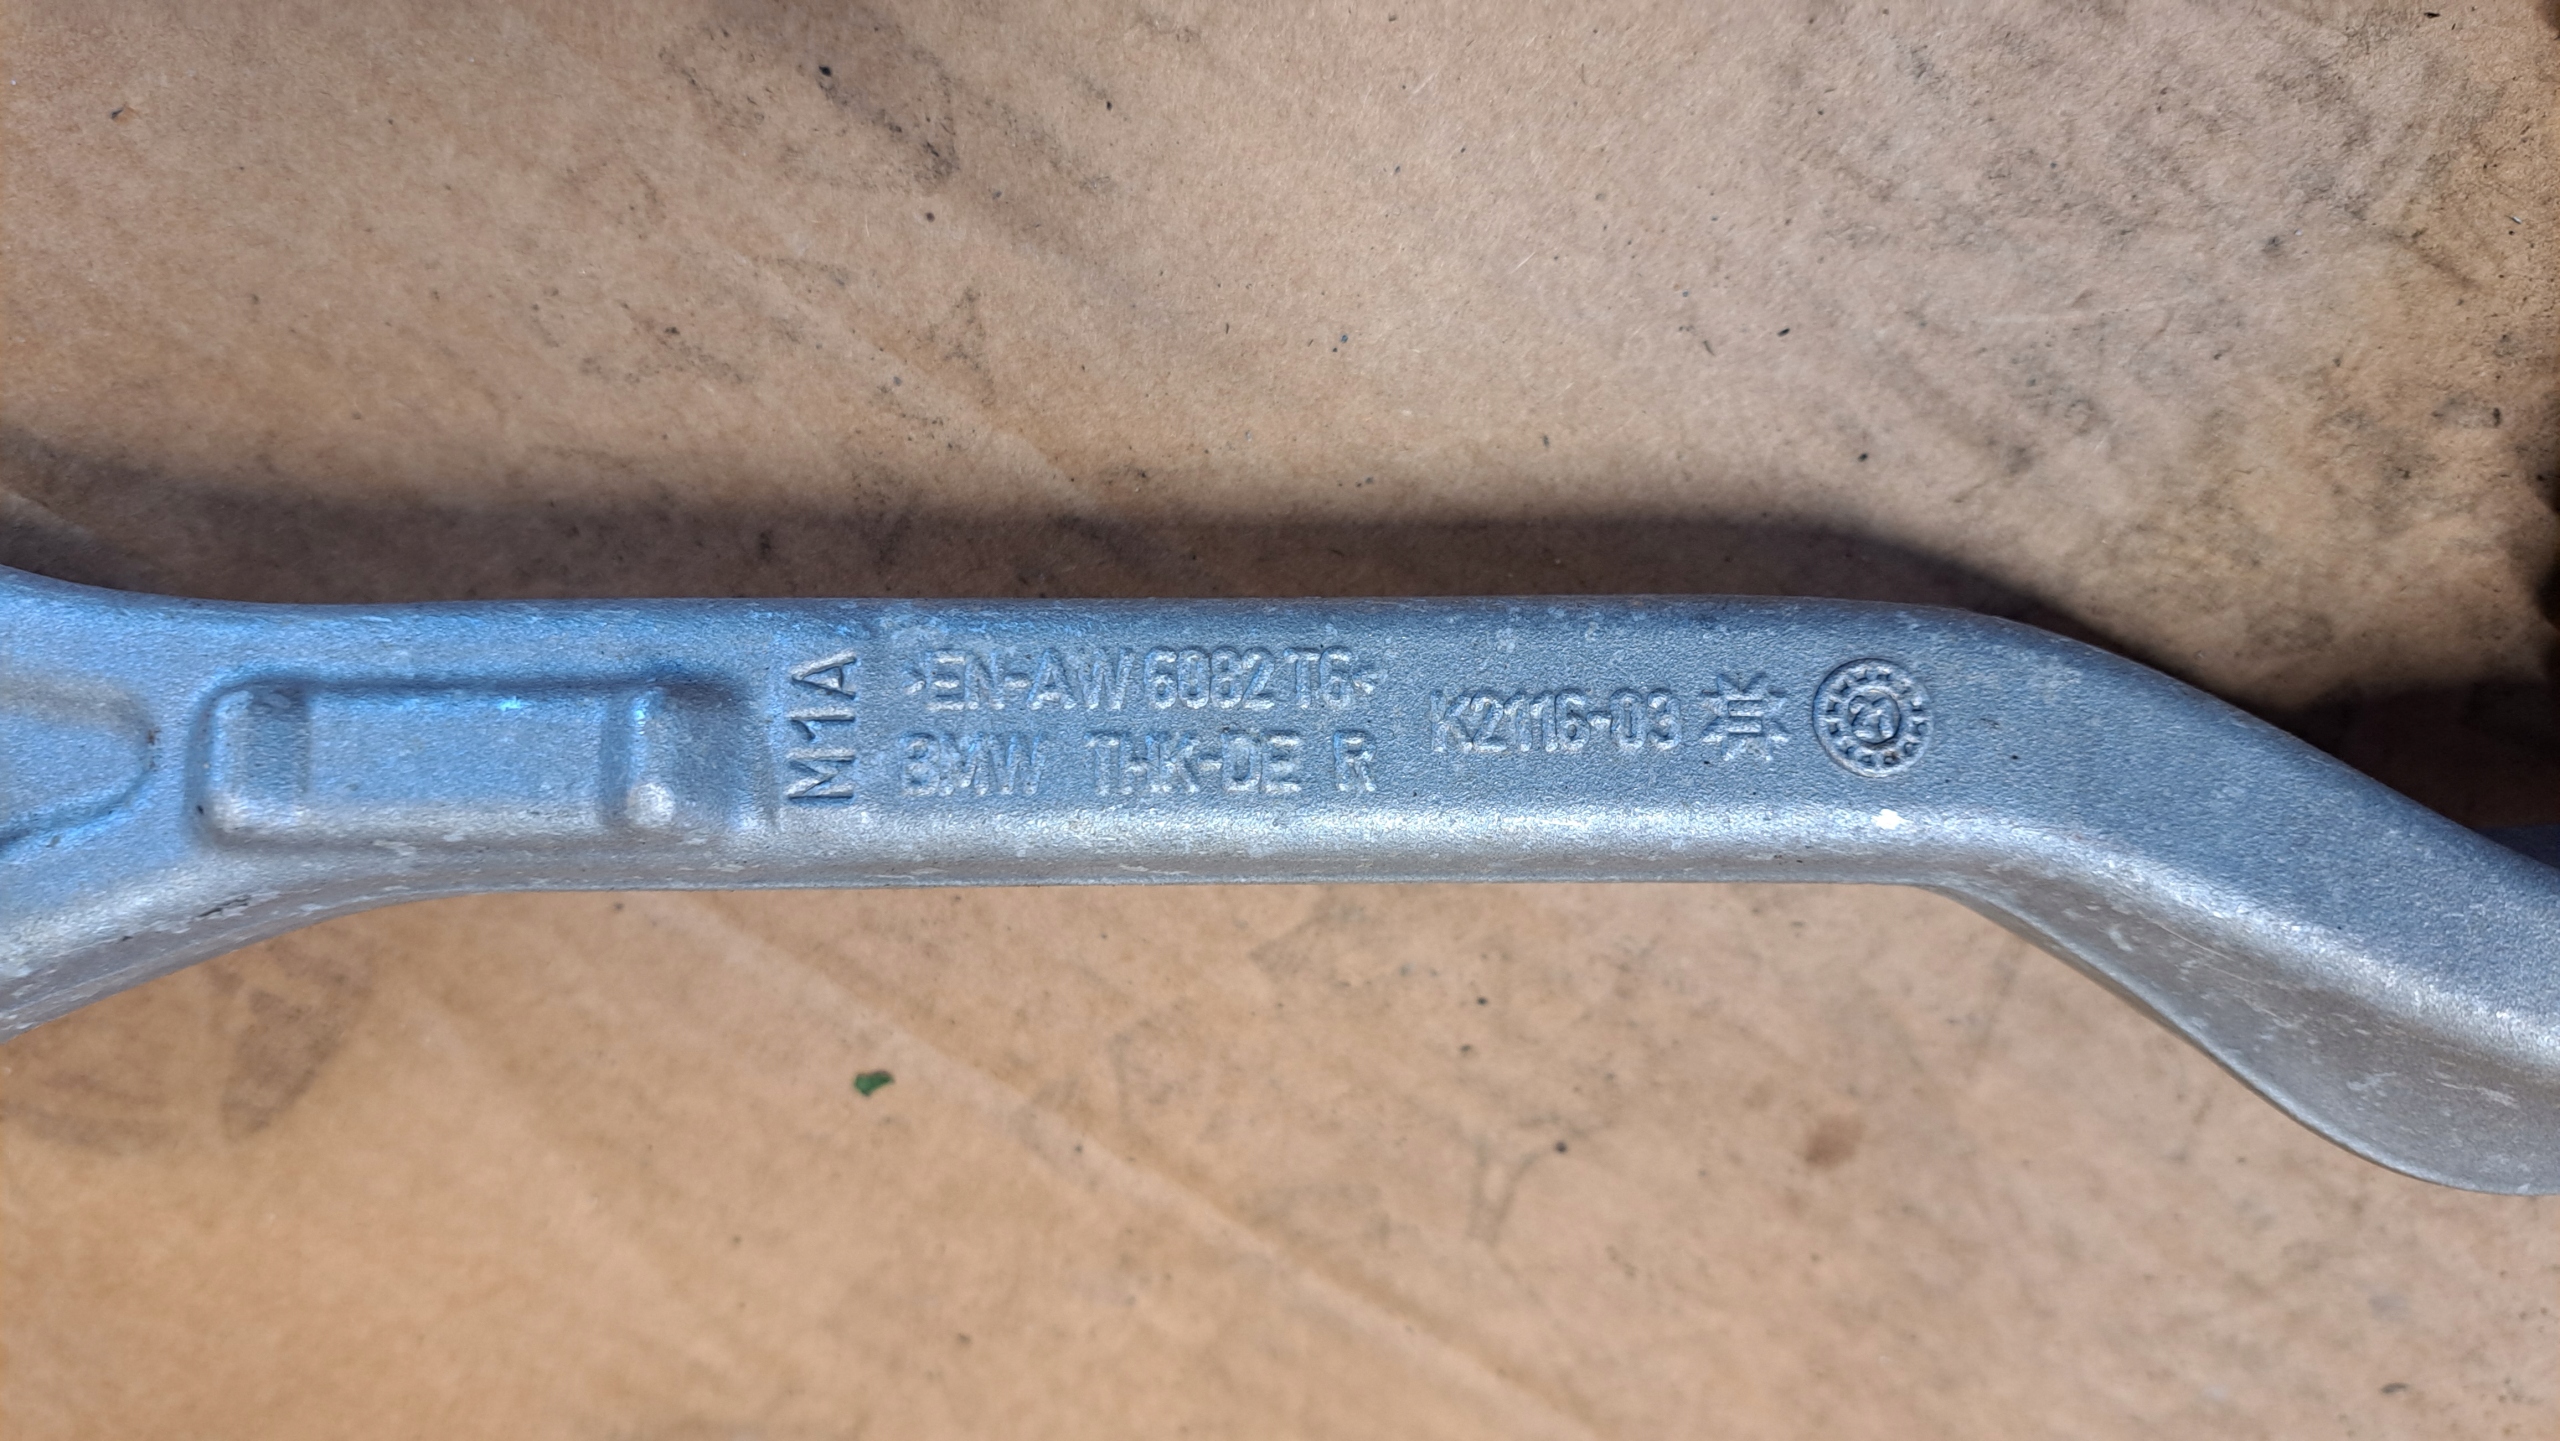 M1A
>EN-AW 6082 T6<
BMW THK-DE R
K2116-03
21